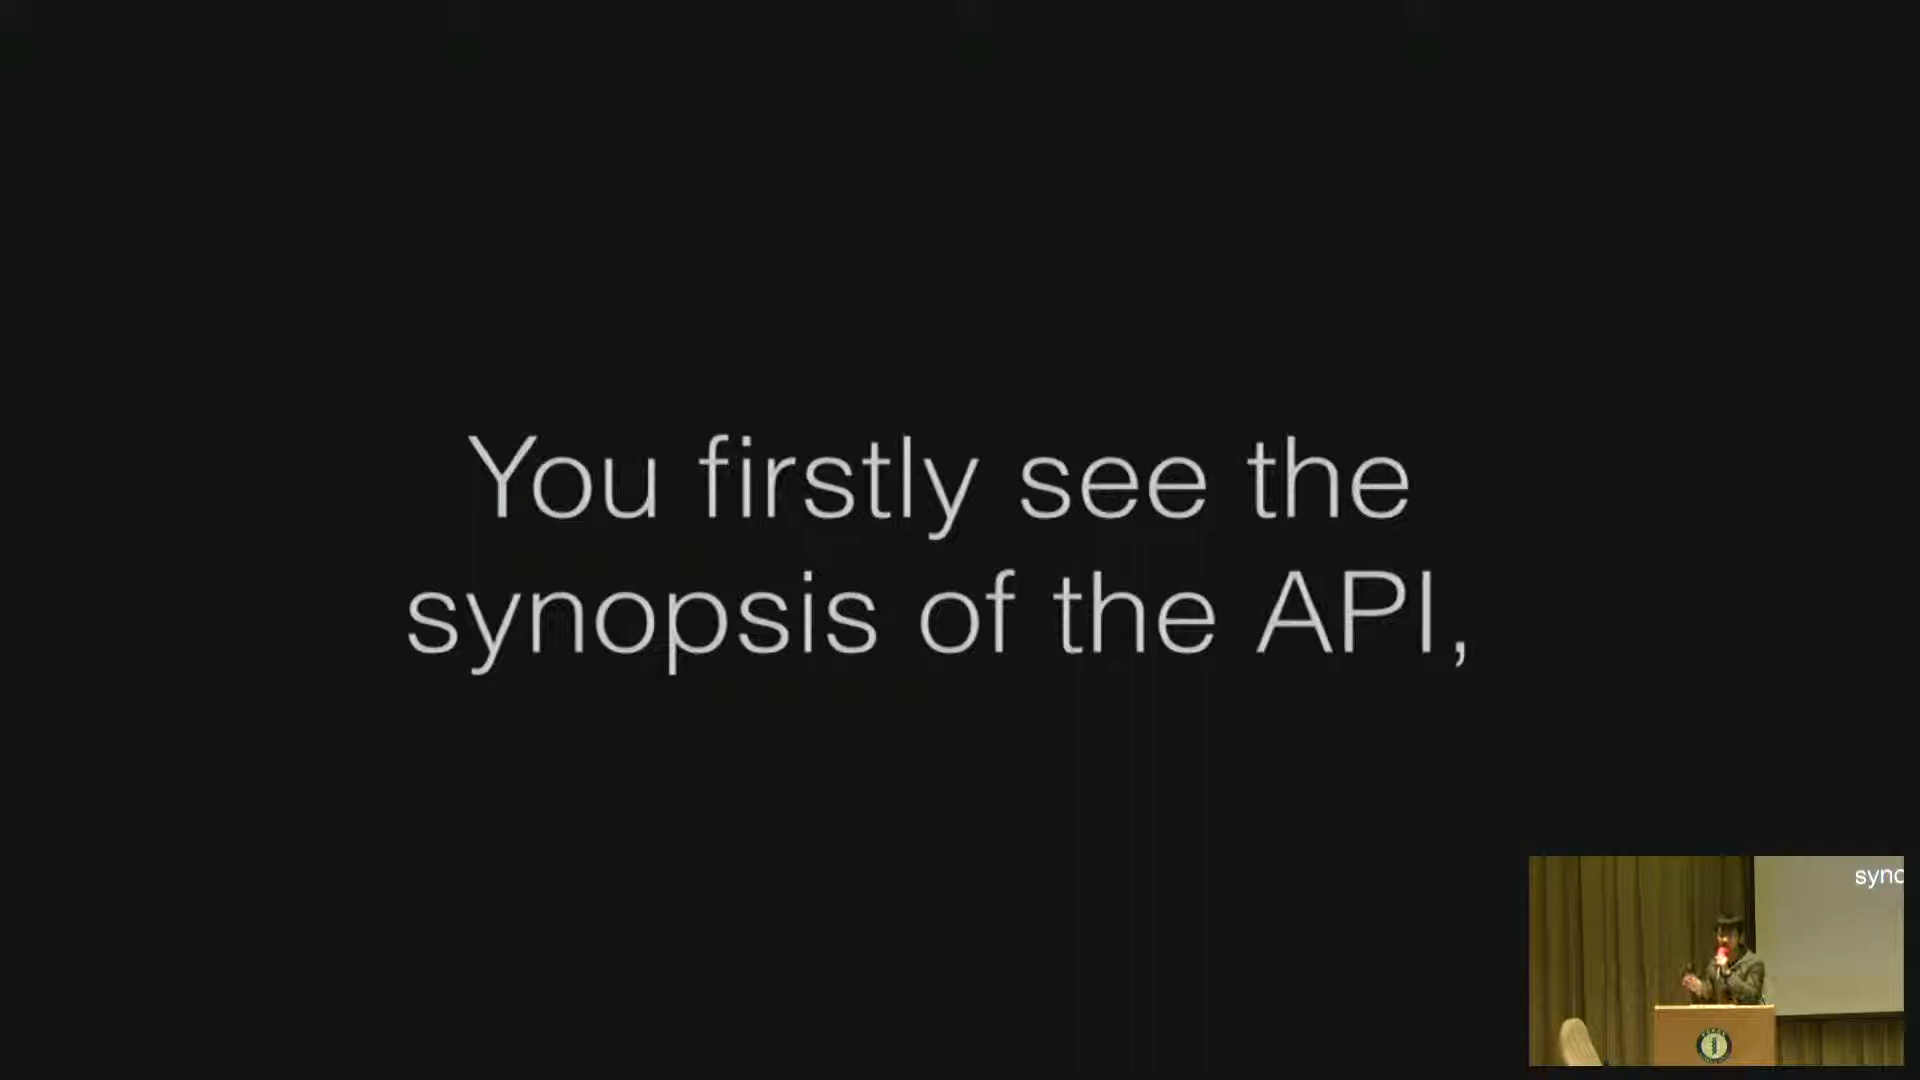 You firstly see the
synopsis of the API,
sync